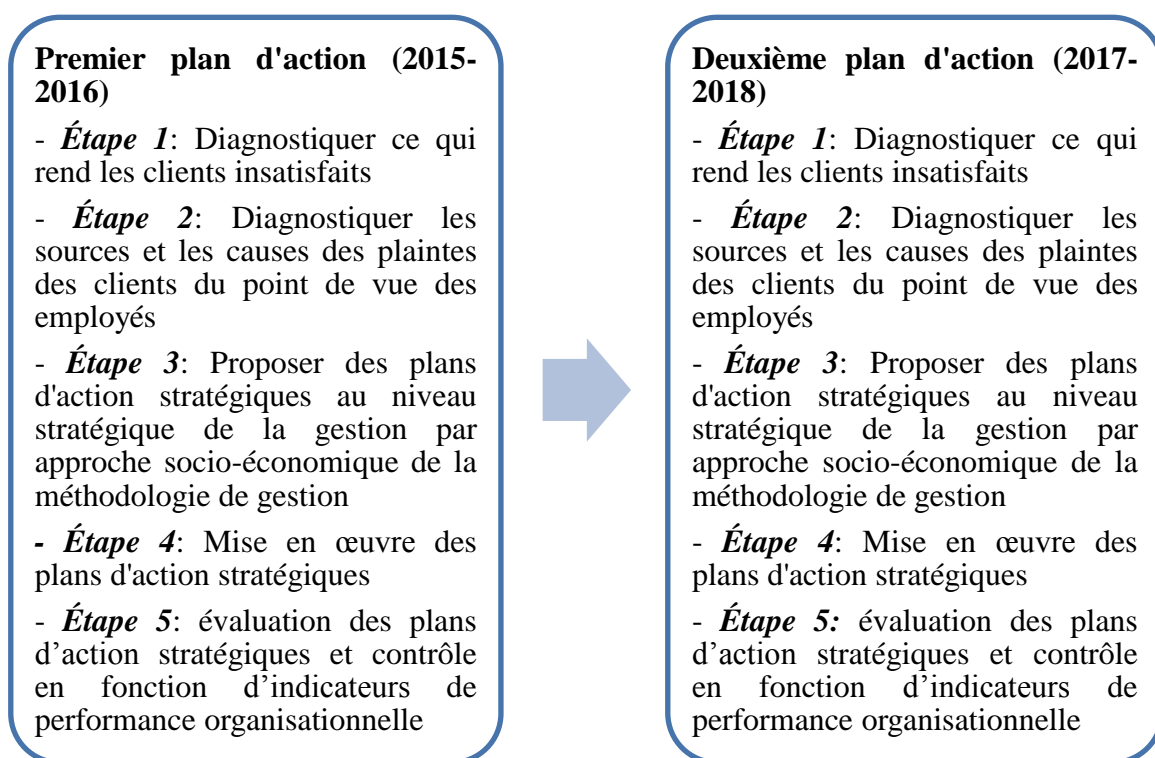 Premier plan d'action (2015-
2016)
- Étape 1: Diagnostiquer ce qui
rend les clients insatisfaits
- Étape 2: Diagnostiquer les
sources et les causes des plaintes
des clients du point de vue des
employés
- Étape 3: Proposer des plans
d'action stratégiques au niveau
stratégique de la gestion par
approche socio-économique de la
méthodologie de gestion
- Étape 4: Mise en œuvre des
plans d'action stratégiques
- Étape 5: évaluation des plans
d’action stratégiques et contrôle
en fonction d’indicateurs de
performance organisationnelle
Deuxième plan d'action (2017-
2018)
- Étape 1: Diagnostiquer ce qui
rend les clients insatisfaits
- Étape 2: Diagnostiquer les
sources et les causes des plaintes
des clients du point de vue des
employés
- Étape 3: Proposer des plans
d'action stratégiques au niveau
stratégique de la gestion par
approche socio-économique de la
méthodologie de gestion
- Étape 4: Mise en œuvre des
plans d'action stratégiques
- Étape 5: évaluation des plans
d’action stratégiques et contrôle
en fonction d’indicateurs de
performance organisationnelle